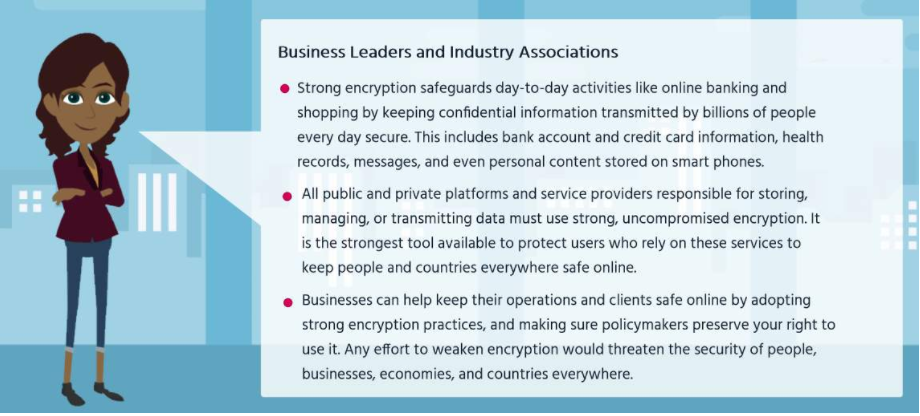 Business Leaders and Industry Associations
Strong encryption safeguards day-to-day activities like online banking and
shopping by keeping confidential information transmitted by billions of people
every day secure. This includes bank account and credit card information, health
records, messages, and even personal content stored on smart phones.
All public and private platforms and service providers responsible for storing,
managing, or transmitting data must use strong, uncompromised encryption. It
is the strongest tool available to protect users who rely on these services to
keep people and countries everywhere safe online.
Businesses can help keep their operations and clients safe online by adopting
strong encryption practices, and making sure policymakers preserve your right to
use it. Any effort to weaken encryption would threaten the security of people,
businesses, economies, and countries everywhere.